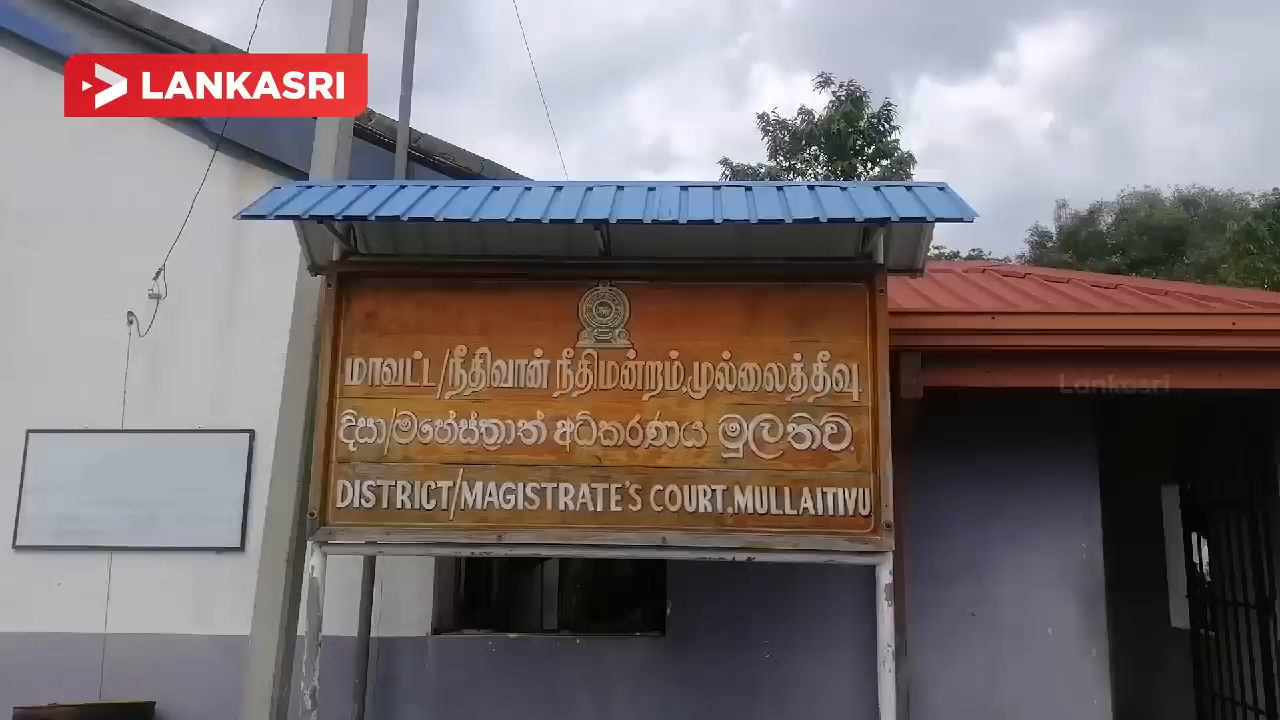 LANKASRI
மாவட்ட/நீதிவான் நீதிமன்றம்,முல்லைத்தீவு
දිසා/මහේස්ත්‍රාත් අධිකරණය මුලතිව්.
DISTRICT/MAGISTRATE'S COURT,MULLAITIVU
Lankasri